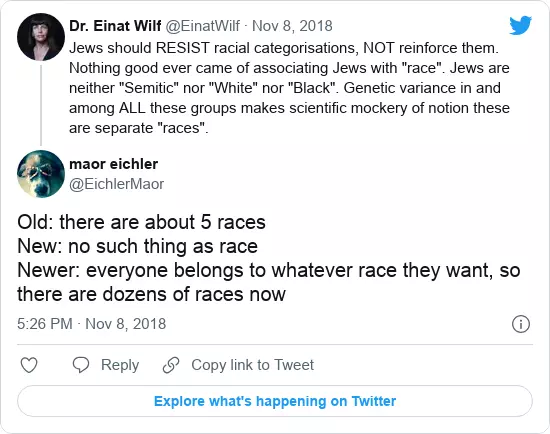 Dr. Einat Wilf @EinatWilf · Nov 8, 2018
Jews should RESIST racial categorisations, NOT reinforce them.
Nothing good ever came of associating Jews with "race". Jews are
neither "Semitic" nor "White" nor "Black". Genetic variance in and
among ALL these groups makes scientific mockery of notion these
are separate "races".
maor eichler
@EichlerMaor
Old: there are about 5 races
New: no such thing as race
Newer: everyone belongs to whatever race they want, so
there are dozens of races now
5:26 PM · Nov 8, 2018
Reply
Copy link to Tweet
Explore what's happening on Twitter